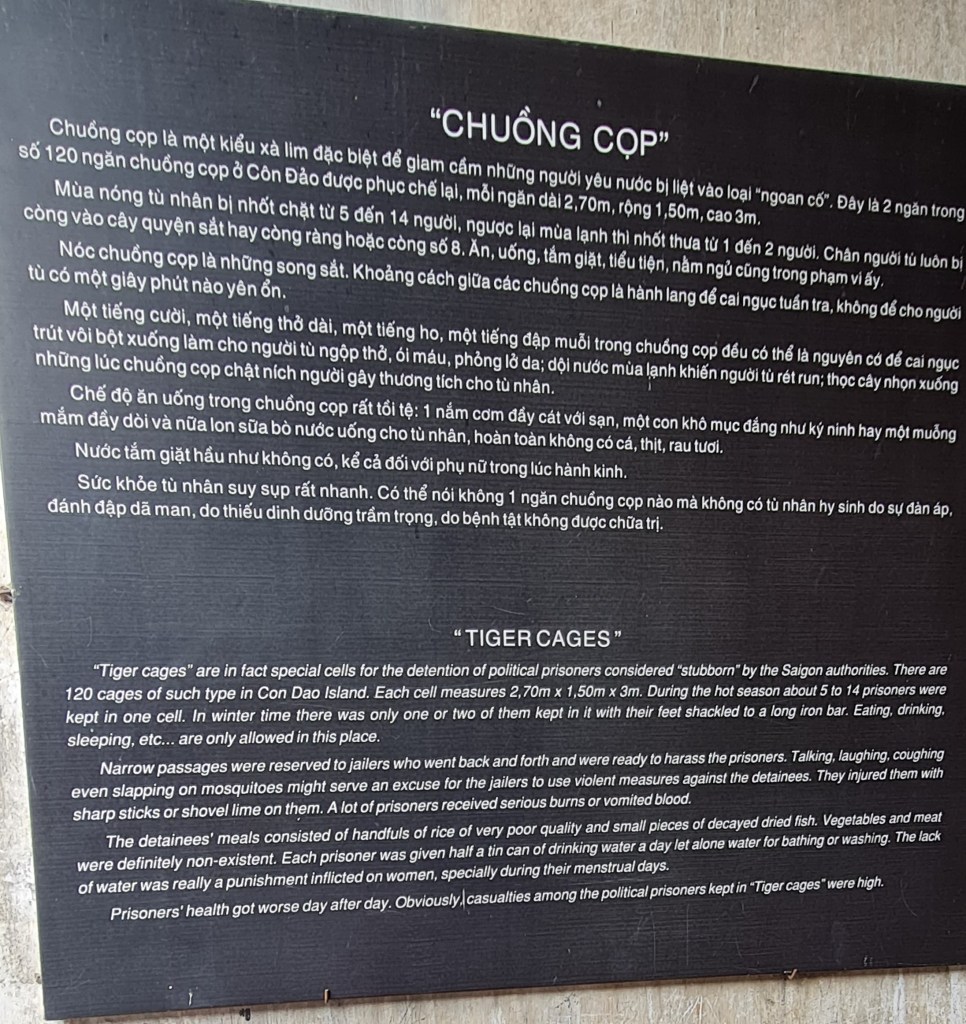 “CHUỒNG CỌP”
Chuồng cọp là một kiểu xà lim đặc biệt để giam cầm những người yêu nước bị liệt vào loại “ngoan cố”. Đây là 2 ngăn trong
số 120 ngăn chuồng cọp ở Côn Đảo được phục chế lại, mỗi ngăn dài 2,70m, rộng 1,50m, cao 3m.
Mùa nóng tù nhân bị nhốt chặt từ 5 đến 14 người, ngược lại mùa lạnh thì nhốt thưa từ 1 đến 2 người. Chân người tù luôn bị
còng vào cây quyện sắt hay còng ràng hoặc còng số 8. Ăn, uống, tắm giặt, tiểu tiện, nằm ngủ cũng trong phạm vi ấy.
Nóc chuồng cọp là những song sắt. Khoảng cách giữa các chuồng cọp là hành lang để cai ngục tuần tra, không để cho người
tù có một giây phút nào yên ổn.
Một tiếng cười, một tiếng thở dài, một tiếng ho, một tiếng đập muỗi trong chuồng cọp đều có thể là nguyên cớ để cai ngục
trút vôi bột xuống làm cho người tù ngộp thở, ói máu, phỏng lở da; dội nước mùa lạnh khiến người tù rét run; thọc cây nhọn xuống
những lúc chuồng cọp chật ních người gây thương tích cho tù nhân.
Chế độ ăn uống trong chuồng cọp rất tồi tệ: 1 nắm cơm đầy cát với sạn, một con khô mục đắng như ký ninh hay một muỗng
mắm đầy dòi và nữa lon sữa bò nước uống cho tù nhân, hoàn toàn không có cá, thịt, rau tươi.
Nước tắm giặt hầu như không có, kể cả đối với phụ nữ trong lúc hành kinh.
Sức khỏe tù nhân suy sụp rất nhanh. Có thể nói không 1 ngăn chuồng cọp nào mà không có tù nhân hy sinh do sự đàn áp,
đánh đập dã man, do thiếu dinh dưỡng trầm trọng, do bệnh tật không được chữa trị.
“TIGER CAGES”
“Tiger cages” are in fact special cells for the detention of political prisoners considered “stubborn” by the Saigon authorities. There are
120 cages of such type in Con Dao Island. Each cell measures 2,70m x 1,50m x 3m. During the hot season about 5 to 14 prisoners were
kept in one cell. In winter time there was only one or two of them kept in it with their feet shackled to a long iron bar. Eating, drinking,
sleeping, etc... are only allowed in this place.
Narrow passages were reserved to jailers who went back and forth and were ready to harass the prisoners. Talking, laughing, coughing
even slapping on mosquitoes might serve an excuse for the jailers to use violent measures against the detainees. They injured them with
sharp sticks or shovel lime on them. A lot of prisoners received serious burns or vomited blood.
The detainees' meals consisted of handfuls of rice of very poor quality and small pieces of decayed dried fish. Vegetables and meat
were definitely non-existent. Each prisoner was given half a tin can of drinking water a day let alone water for bathing or washing. The lack
of water was really a punishment inflicted on women, specially during their menstrual days.
Prisoners' health got worse day after day. Obviously, casualties among the political prisoners kept in “Tiger cages” were high.